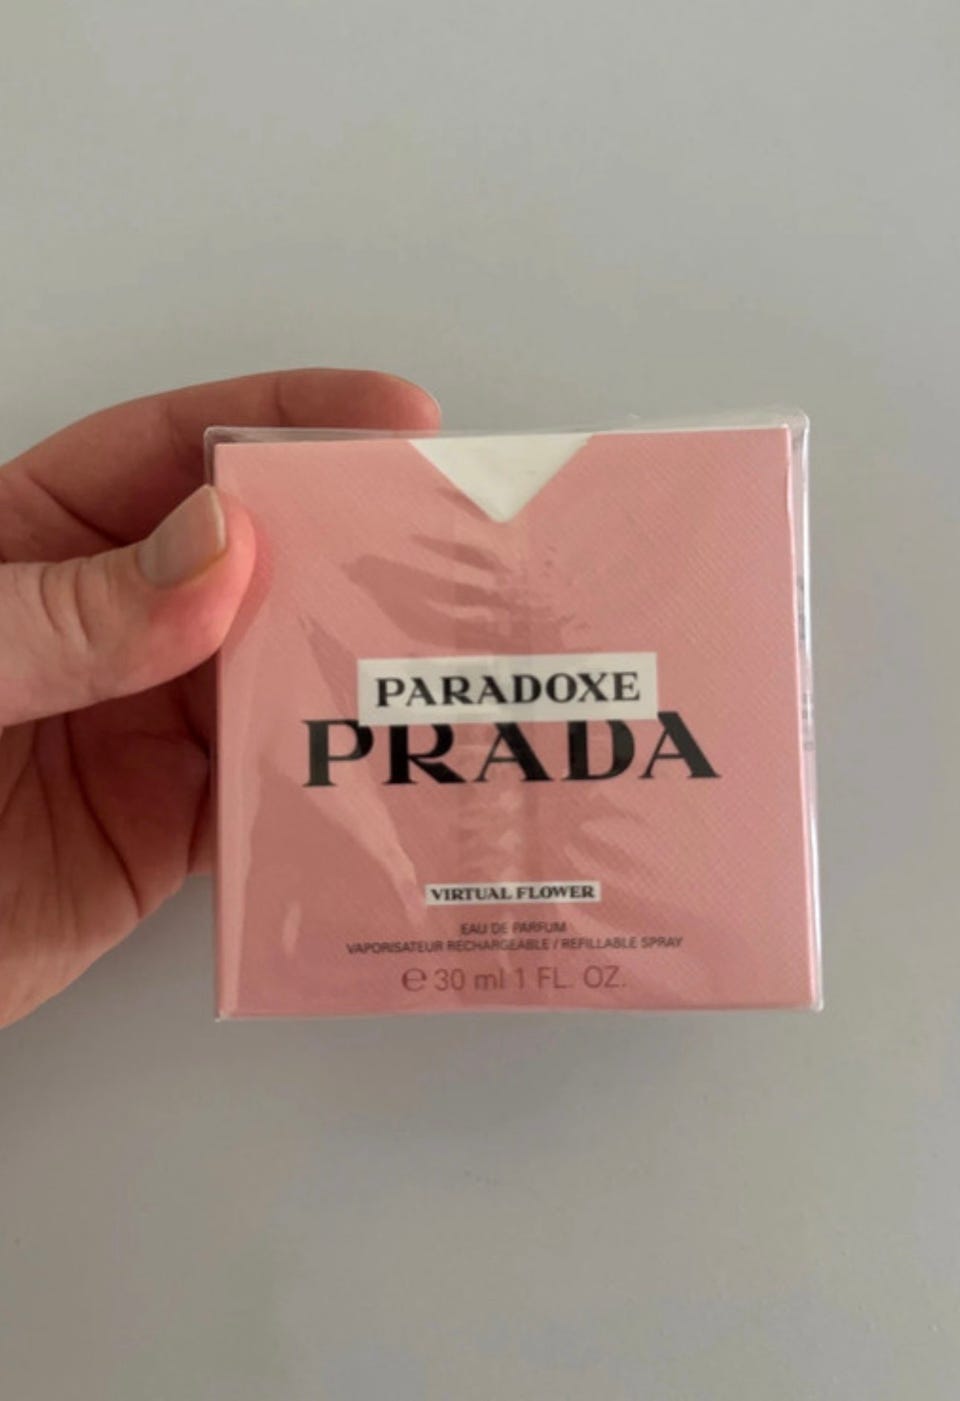 PARADOXE
PRADA
VIRTUAL FLOWER
EAU DE PARFUM
VAPORISATEUR RECHARGEABLE / REFILLABLE SPRAY
℮ 30 ml 1 FL. OZ.